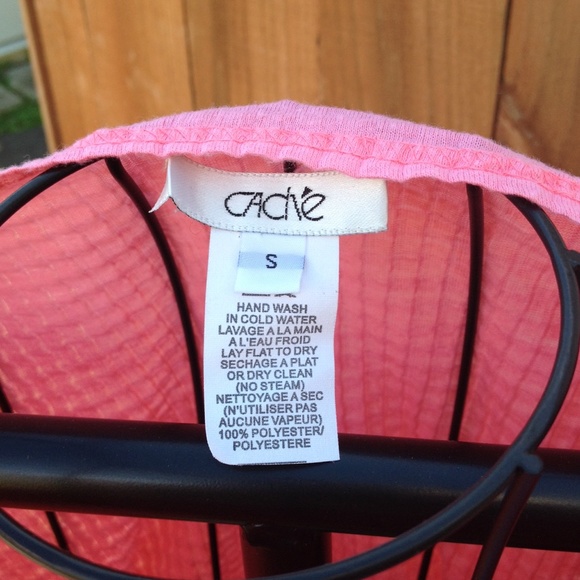 CAChé
S
HAND WASH
IN COLD WATER
LAVAGE A LA MAIN
A L'EAU FROID
LAY FLAT TO DRY
SECHAGE A PLAT
OR DRY CLEAN
(NO STEAM)
NETTOYAGE A SEC
(N'UTILISER PAS
AUCUNE VAPEUR)
100% POLYESTER/
POLYESTERE